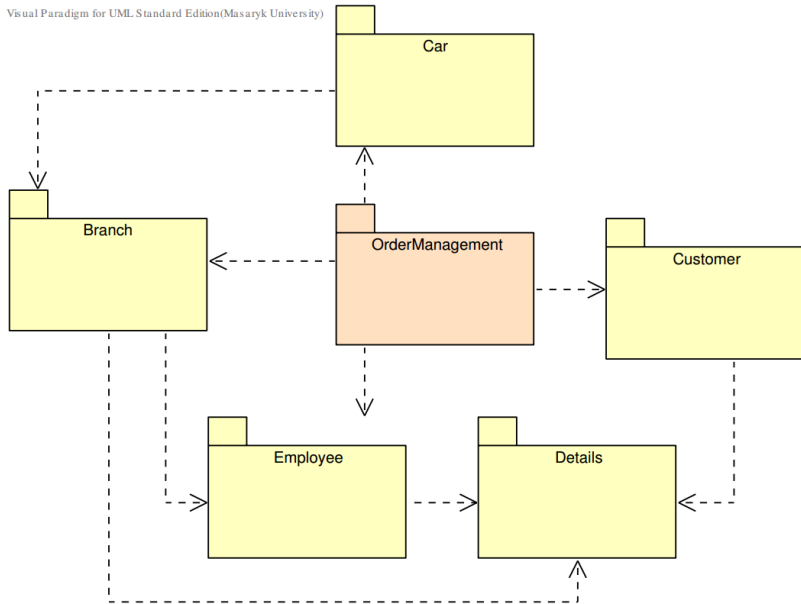 Visual Paradigm for UML Standard Edition(Masaryk University)
Car
Branch
OrderManagement
Customer
Employee
Details